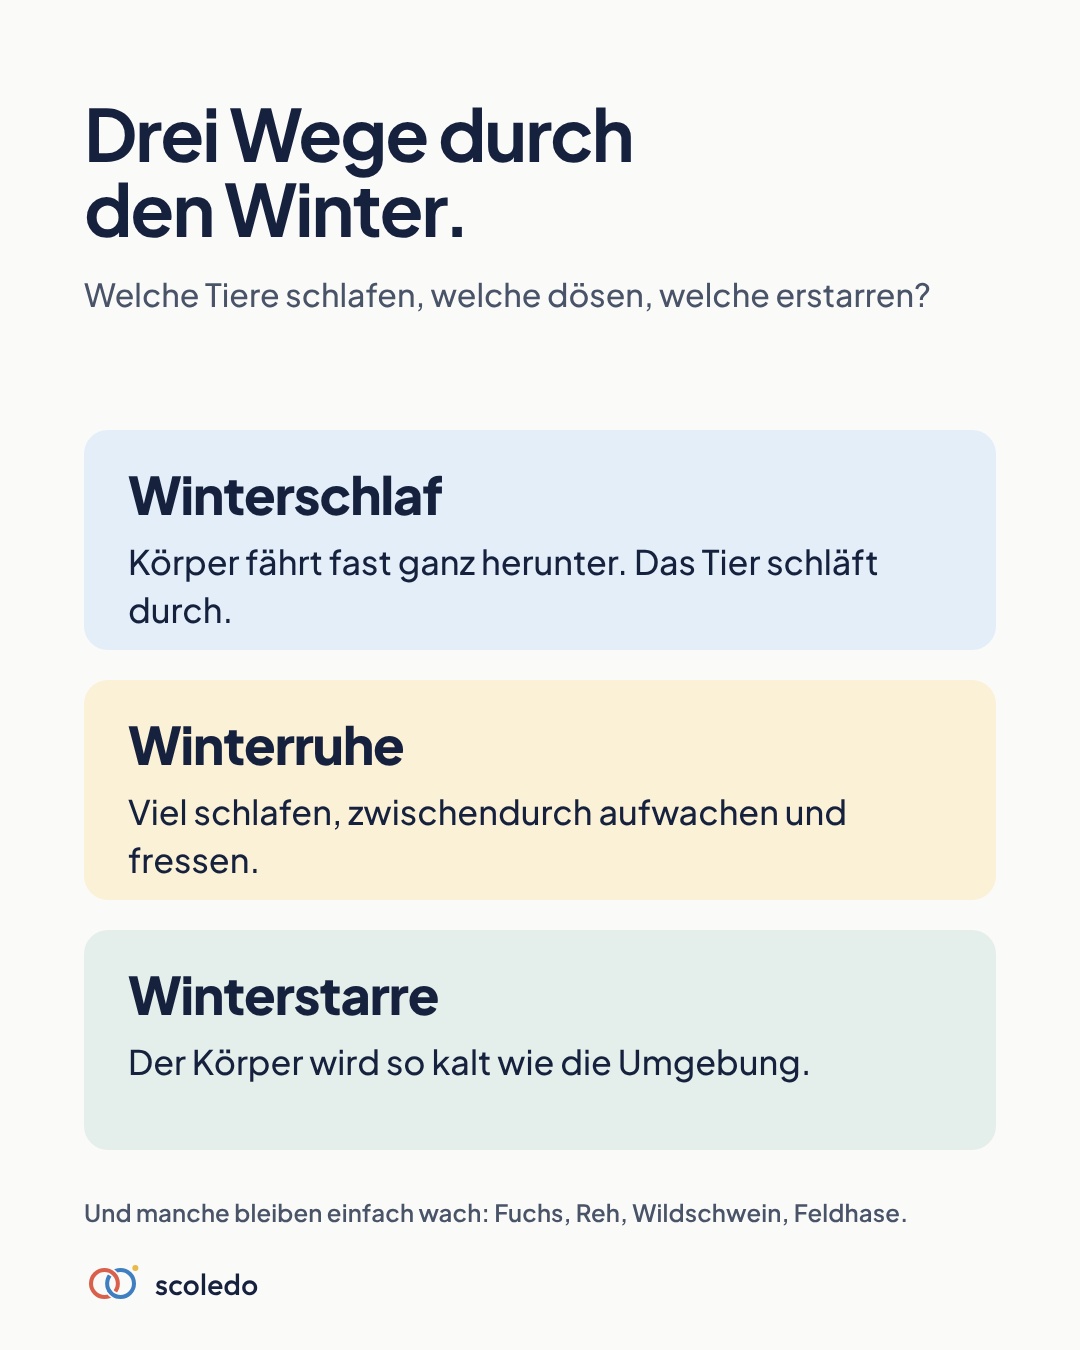 Drei Wege durch
den Winter.
Welche Tiere schlafen, welche dösen, welche erstarren?
Winterschlaf
Körper fährt fast ganz herunter. Das Tier schläft
durch.
Winterruhe
Viel schlafen, zwischendurch aufwachen und
fressen.
Winterstarre
Der Körper wird so kalt wie die Umgebung.
Und manche bleiben einfach wach: Fuchs, Reh, Wildschwein, Feldhase.
scoledo